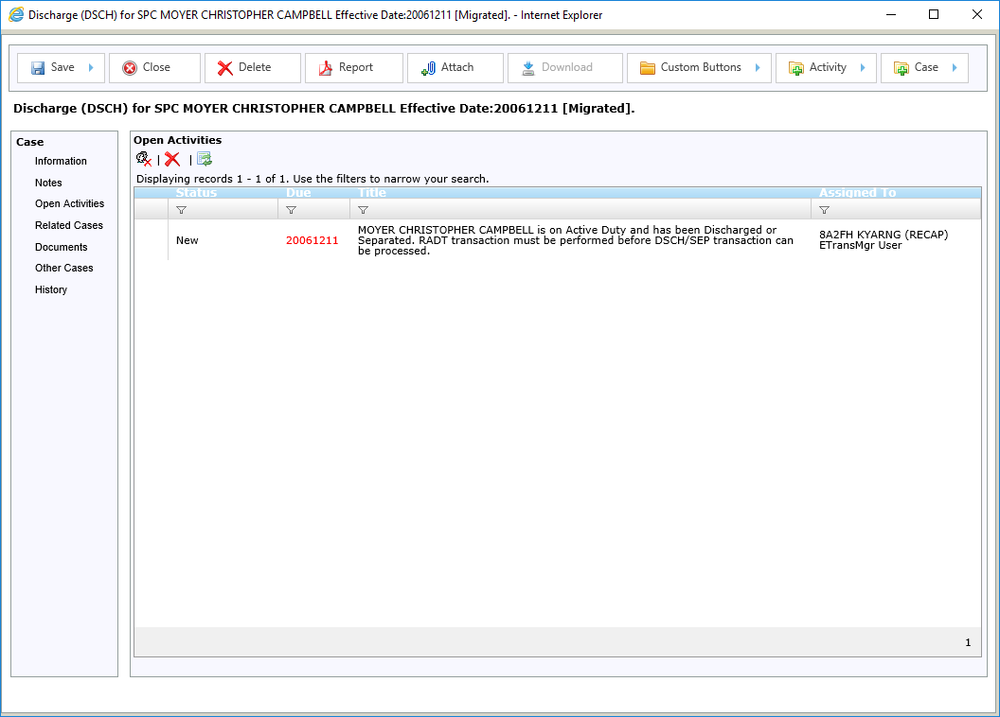 Discharge (DSCH) for SPC MOYER CHRISTOPHER CAMPBELL Effective Date:20061211 [Migrated]. - Internet Explorer
Save Close Delete Report Attach Download Custom Buttons Activity Case
Discharge (DSCH) for SPC MOYER CHRISTOPHER CAMPBELL Effective Date:20061211 [Migrated].
Case
Information
Notes
Open Activities
Related Cases
Documents
Other Cases
History
Open Activities
| |
Displaying records 1 - 1 of 1. Use the filters to narrow your search.
Status Due Title Assigned To
New
20061211
MOYER CHRISTOPHER CAMPBELL is on Active Duty and has been Discharged or
Separated. RADT transaction must be performed before DSCH/SEP transaction can
be processed.
8A2FH KYARNG (RECAP)
ETransMgr User
1